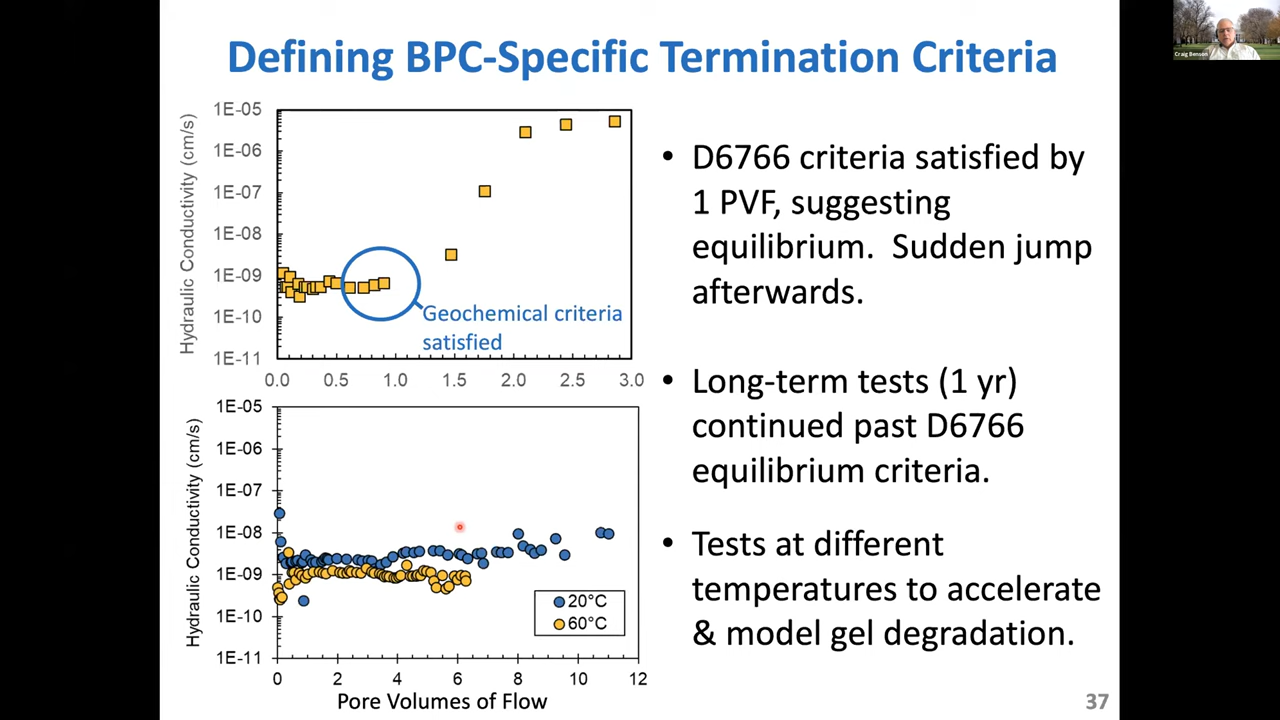 Defining BPC-Specific Termination Criteria
Craig Benson
Hydraulic Conductivity (cm/s)
1E-05
1E-06
1E-07
1E-08
1E-09
1E-10
1E-11
0.0 0.5 1.0 1.5 2.0 2.5 3.0
Geochemical criteria
satisfied
Hydraulic Conductivity (cm/s)
1E-05
1E-06
1E-07
1E-08
1E-09
1E-10
1E-11
20°C
60°C
0 2 4 6 8 10 12
Pore Volumes of Flow
• D6766 criteria satisfied by
1 PVF, suggesting
equilibrium. Sudden jump
afterwards.
• Long-term tests (1 yr)
continued past D6766
equilibrium criteria.
• Tests at different
temperatures to accelerate
& model gel degradation.
37